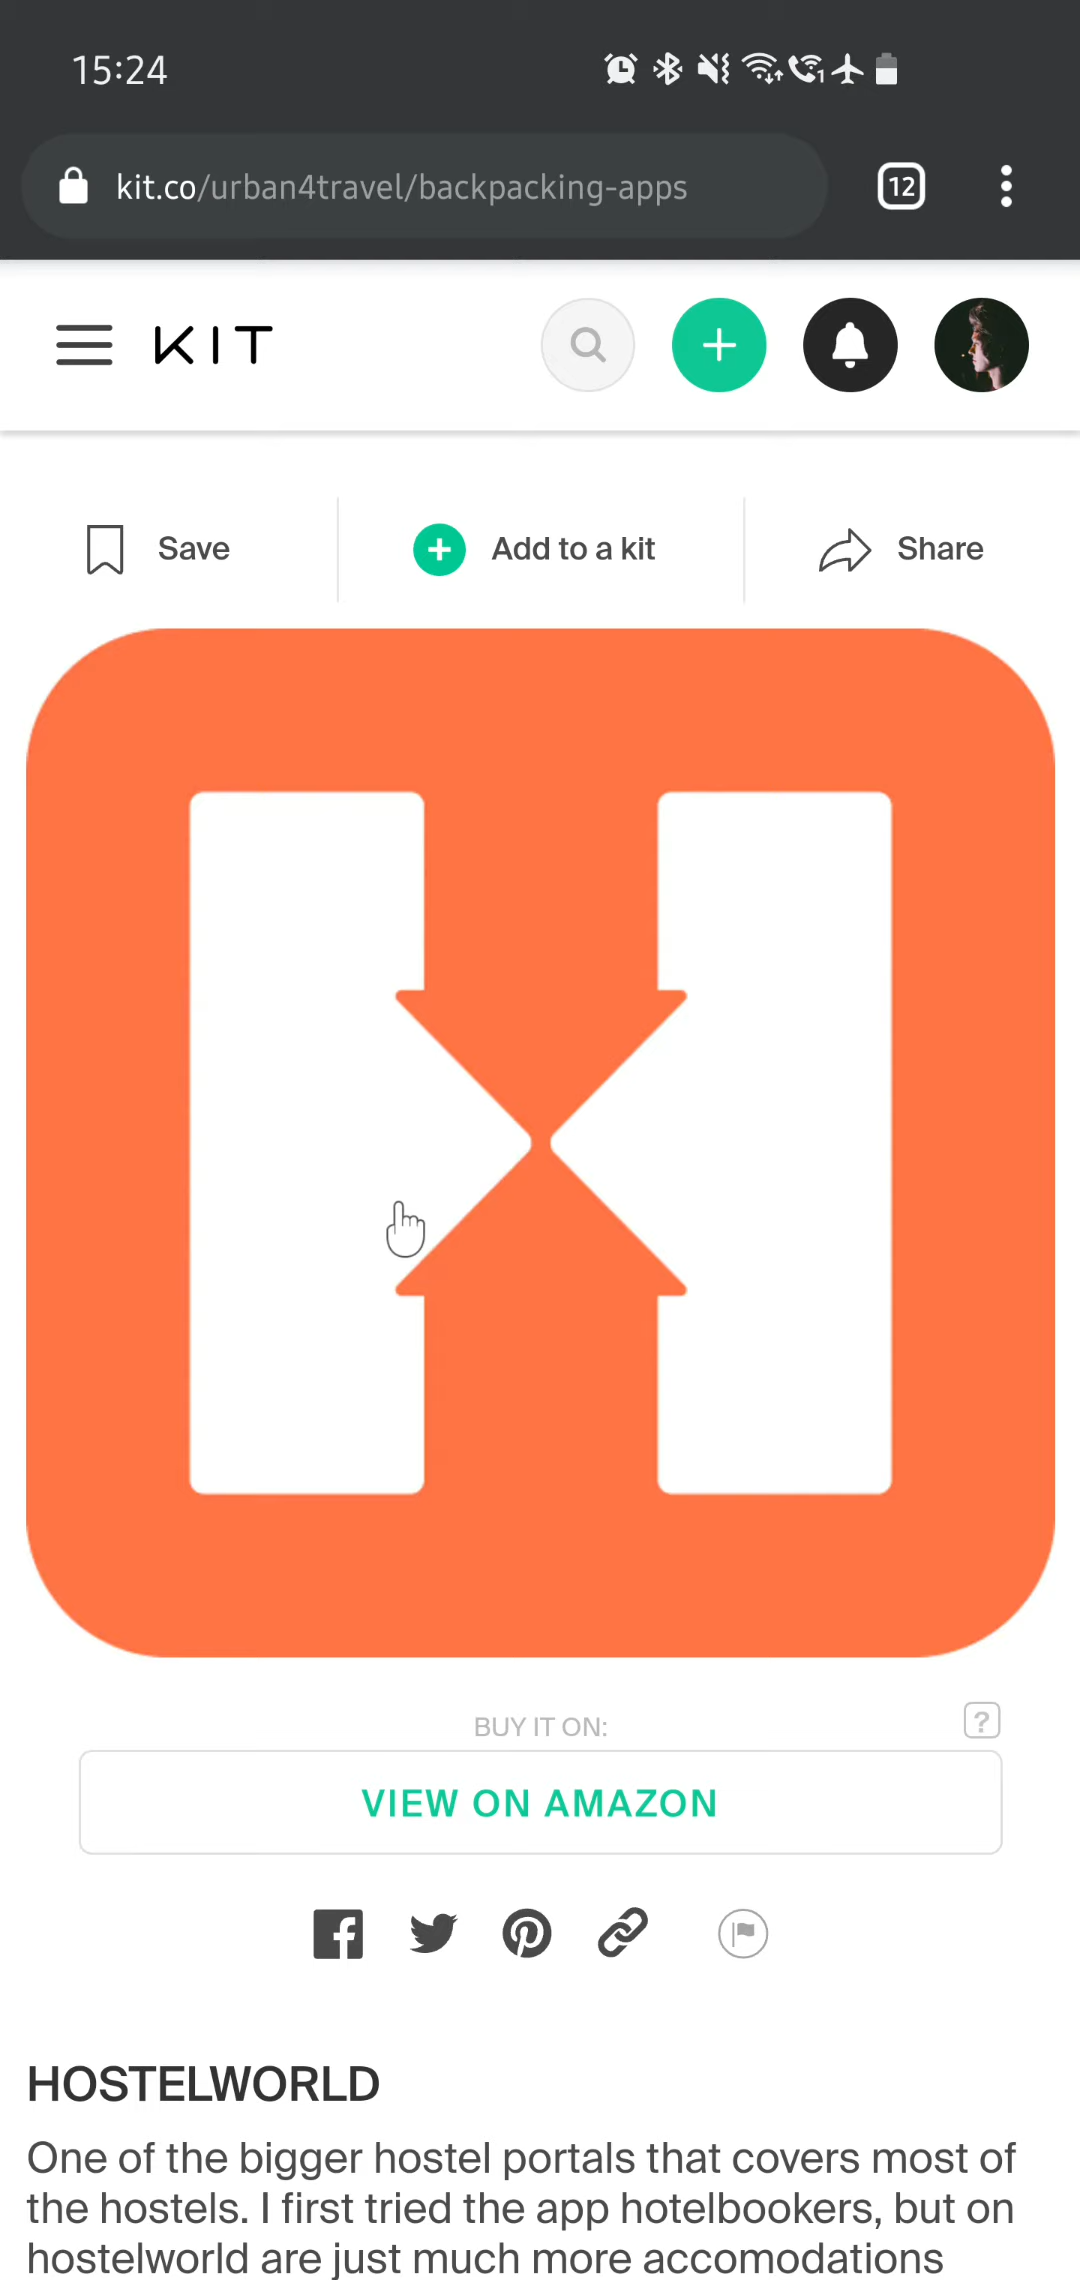 15:24
kit.co/urban4travel/backpacking-apps
12
KIT
Save
Add to a kit
Share
BUY IT ON:
?
VIEW ON AMAZON
HOSTELWORLD
One of the bigger hostel portals that covers most of
the hostels. I first tried the app hotelbookers, but on
hostelworld are just much more accomodations